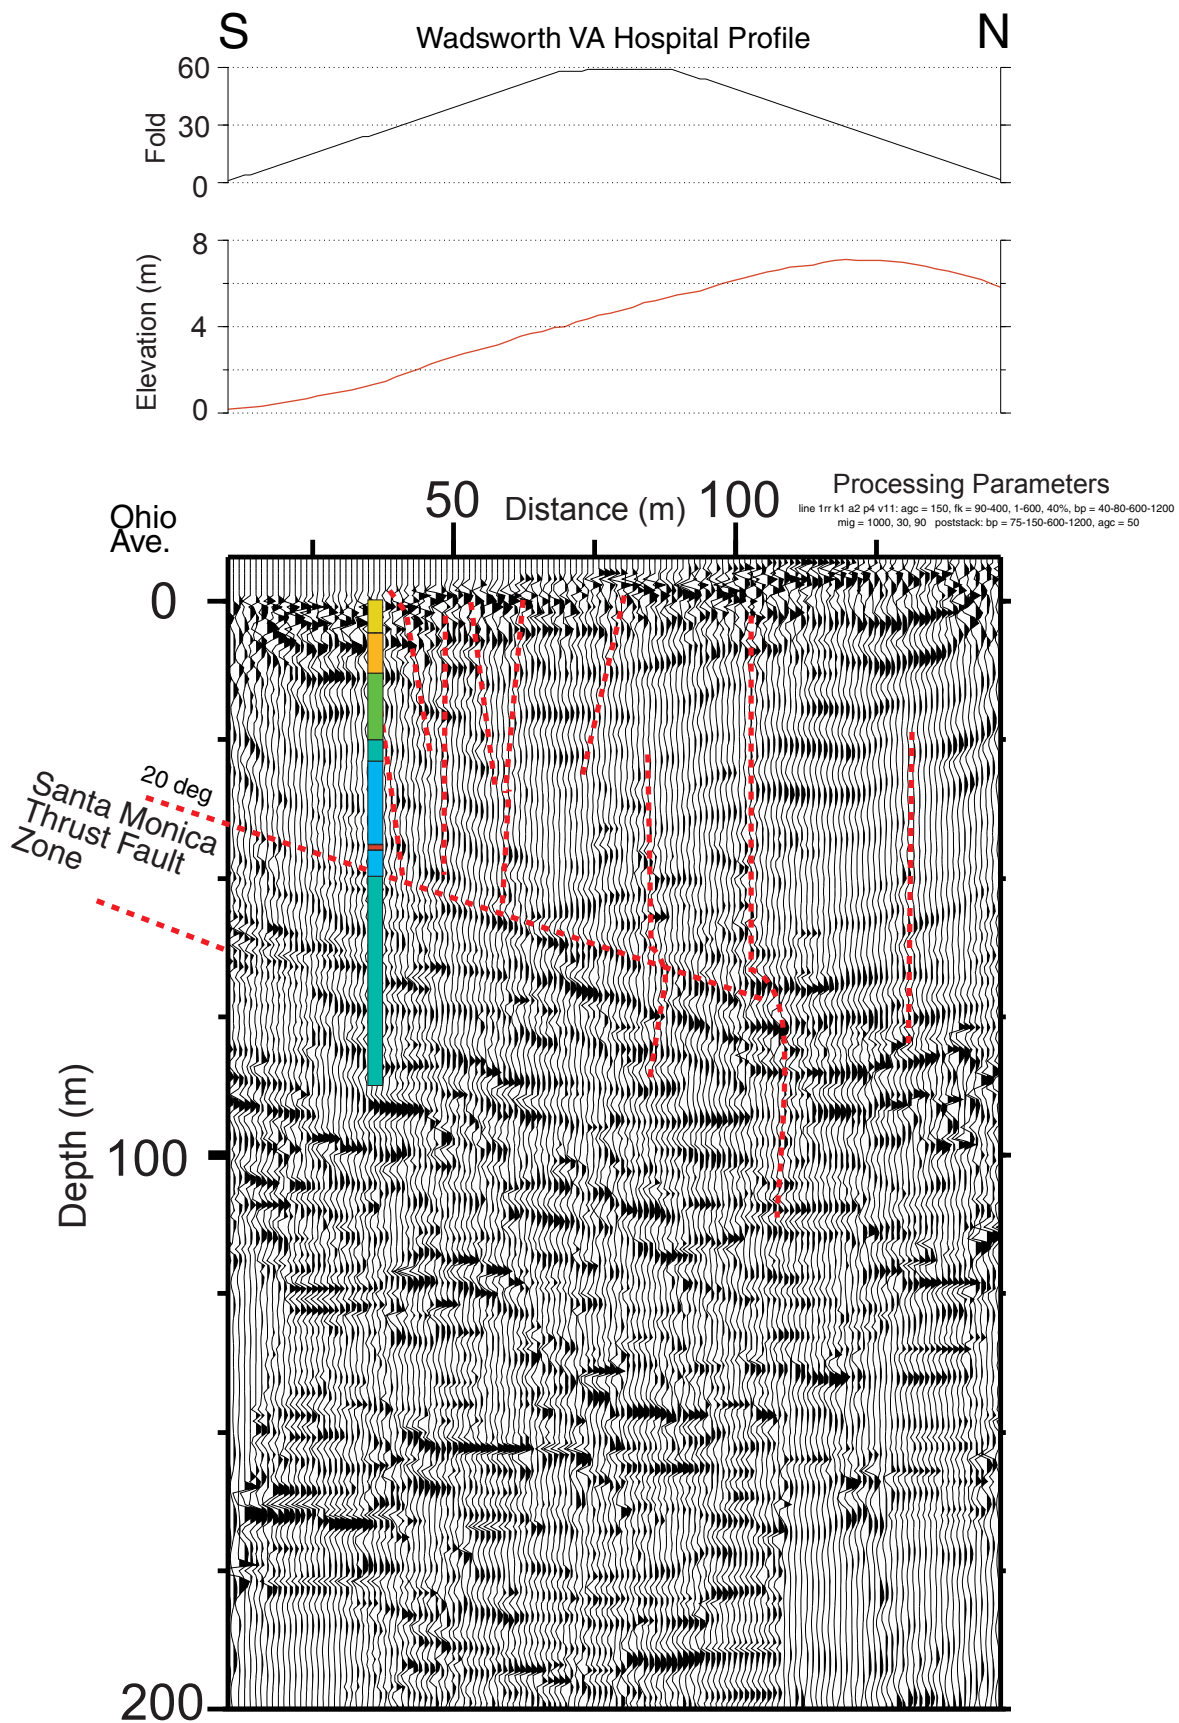 S
Wadsworth VA Hospital Profile
N
60
30
0
Fold
8
4
0
Elevation (m)
Ohio
Ave.
50
Distance (m)
100
Processing Parameters
line 1rr k1 a2 p4 v11: agc = 150, fk = 90-400, 1-600, 40%, bp = 40-80-600-1200
mig = 1000, 30, 90 poststack: bp = 75-150-600-1200, agc = 50
0
20 deg
Santa Monica
Thrust Fault
Zone
Depth (m)
100
200